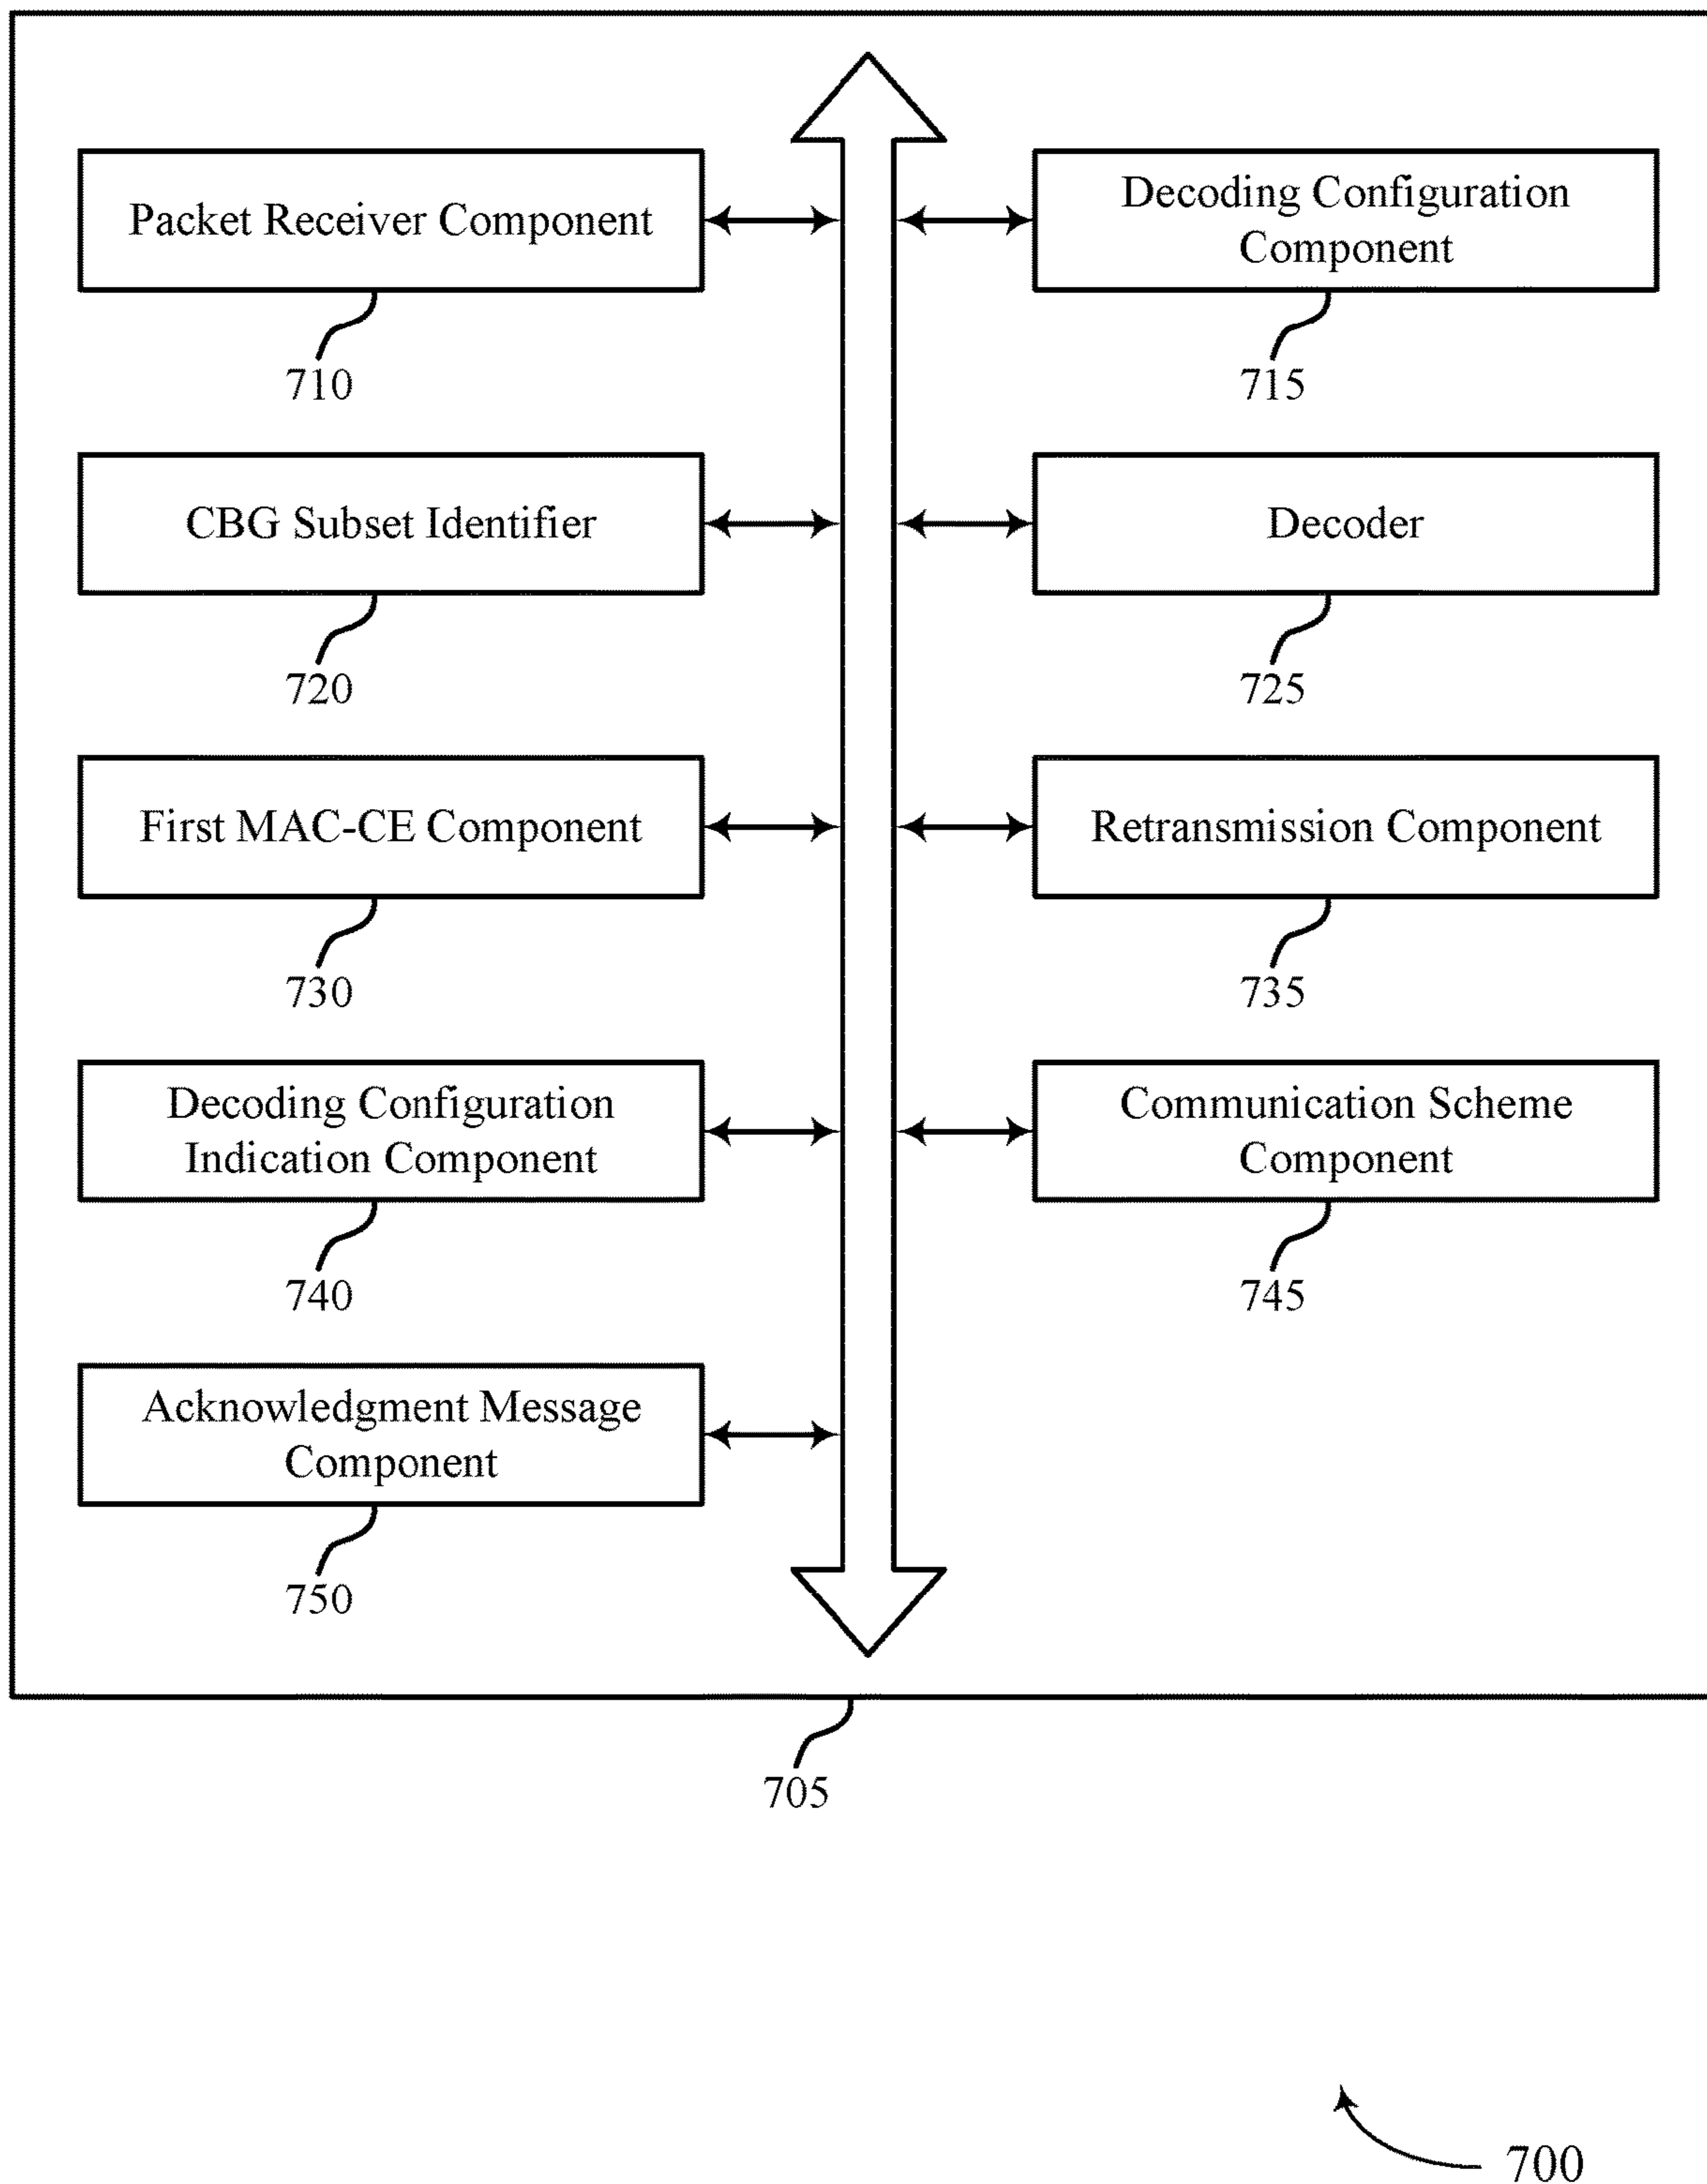 Packet Receiver Component
710
Decoding Configuration
Component
715
CBG Subset Identifier
720
Decoder
725
First MAC-CE Component
730
Retransmission Component
735
Decoding Configuration
Indication Component
740
Communication Scheme
Component
745
Acknowledgment Message
Component
750
705
700